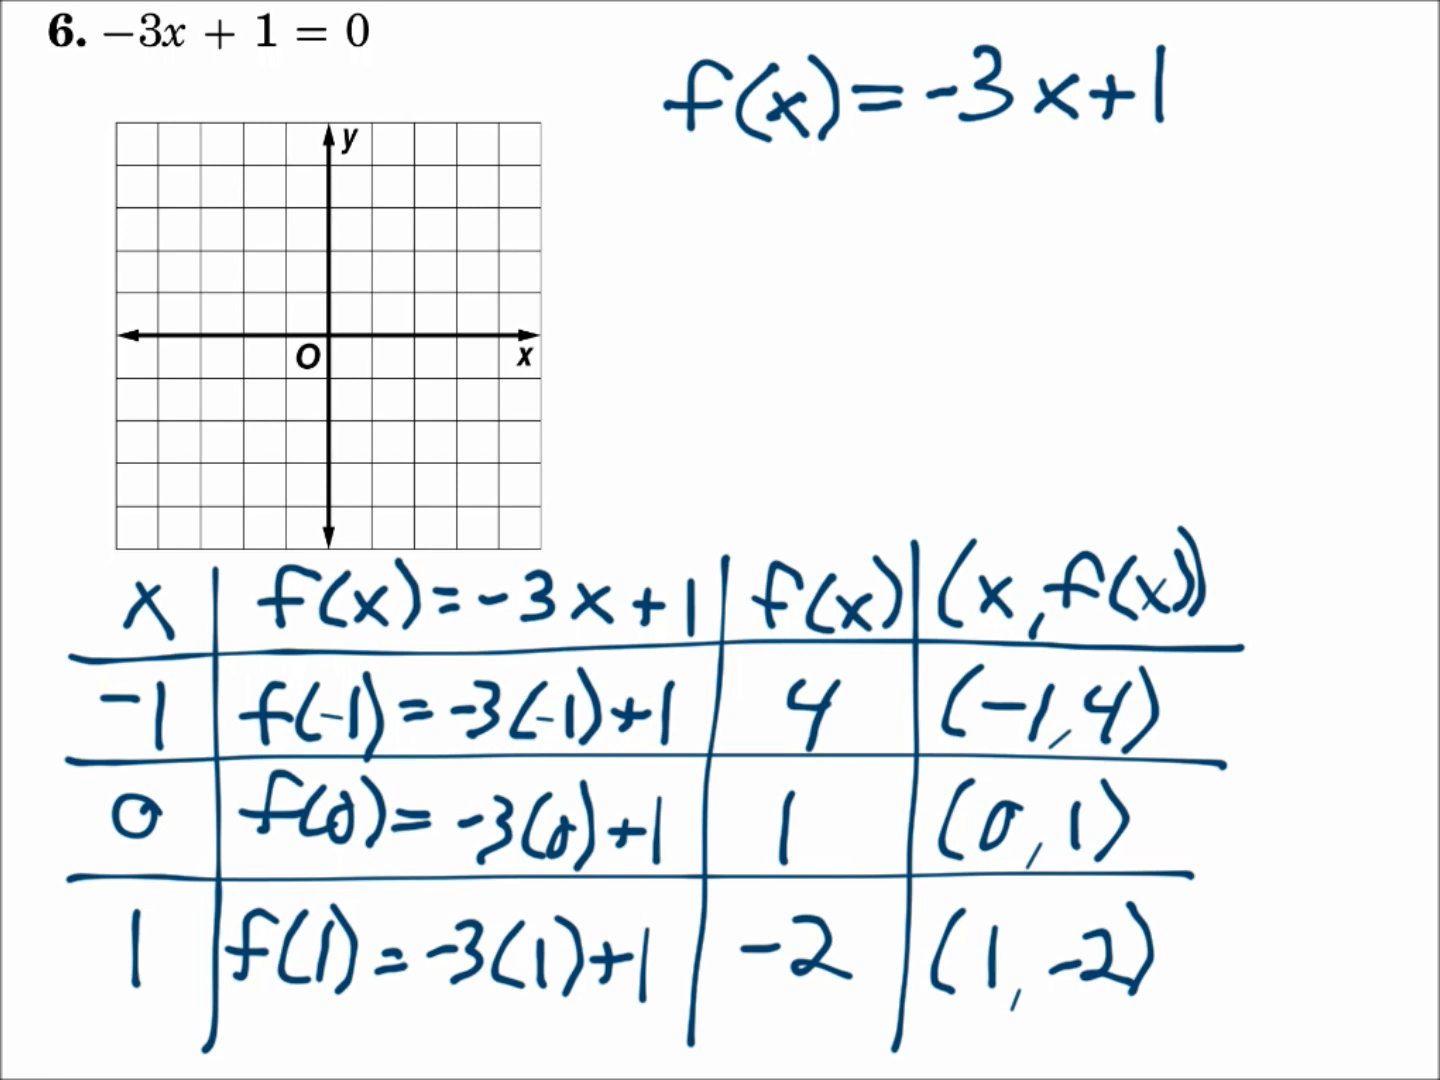 6. −3x + 1 = 0
f(x) = -3x+1
y
O
x
x f(x) = -3x+1 f(x) (x, f(x))
-1 f(-1) = -3(-1)+1 4 (-1, 4)
0 f(0) = -3(0)+1 1 (0, 1)
1 f(1) = -3(1)+1 -2 (1, -2)